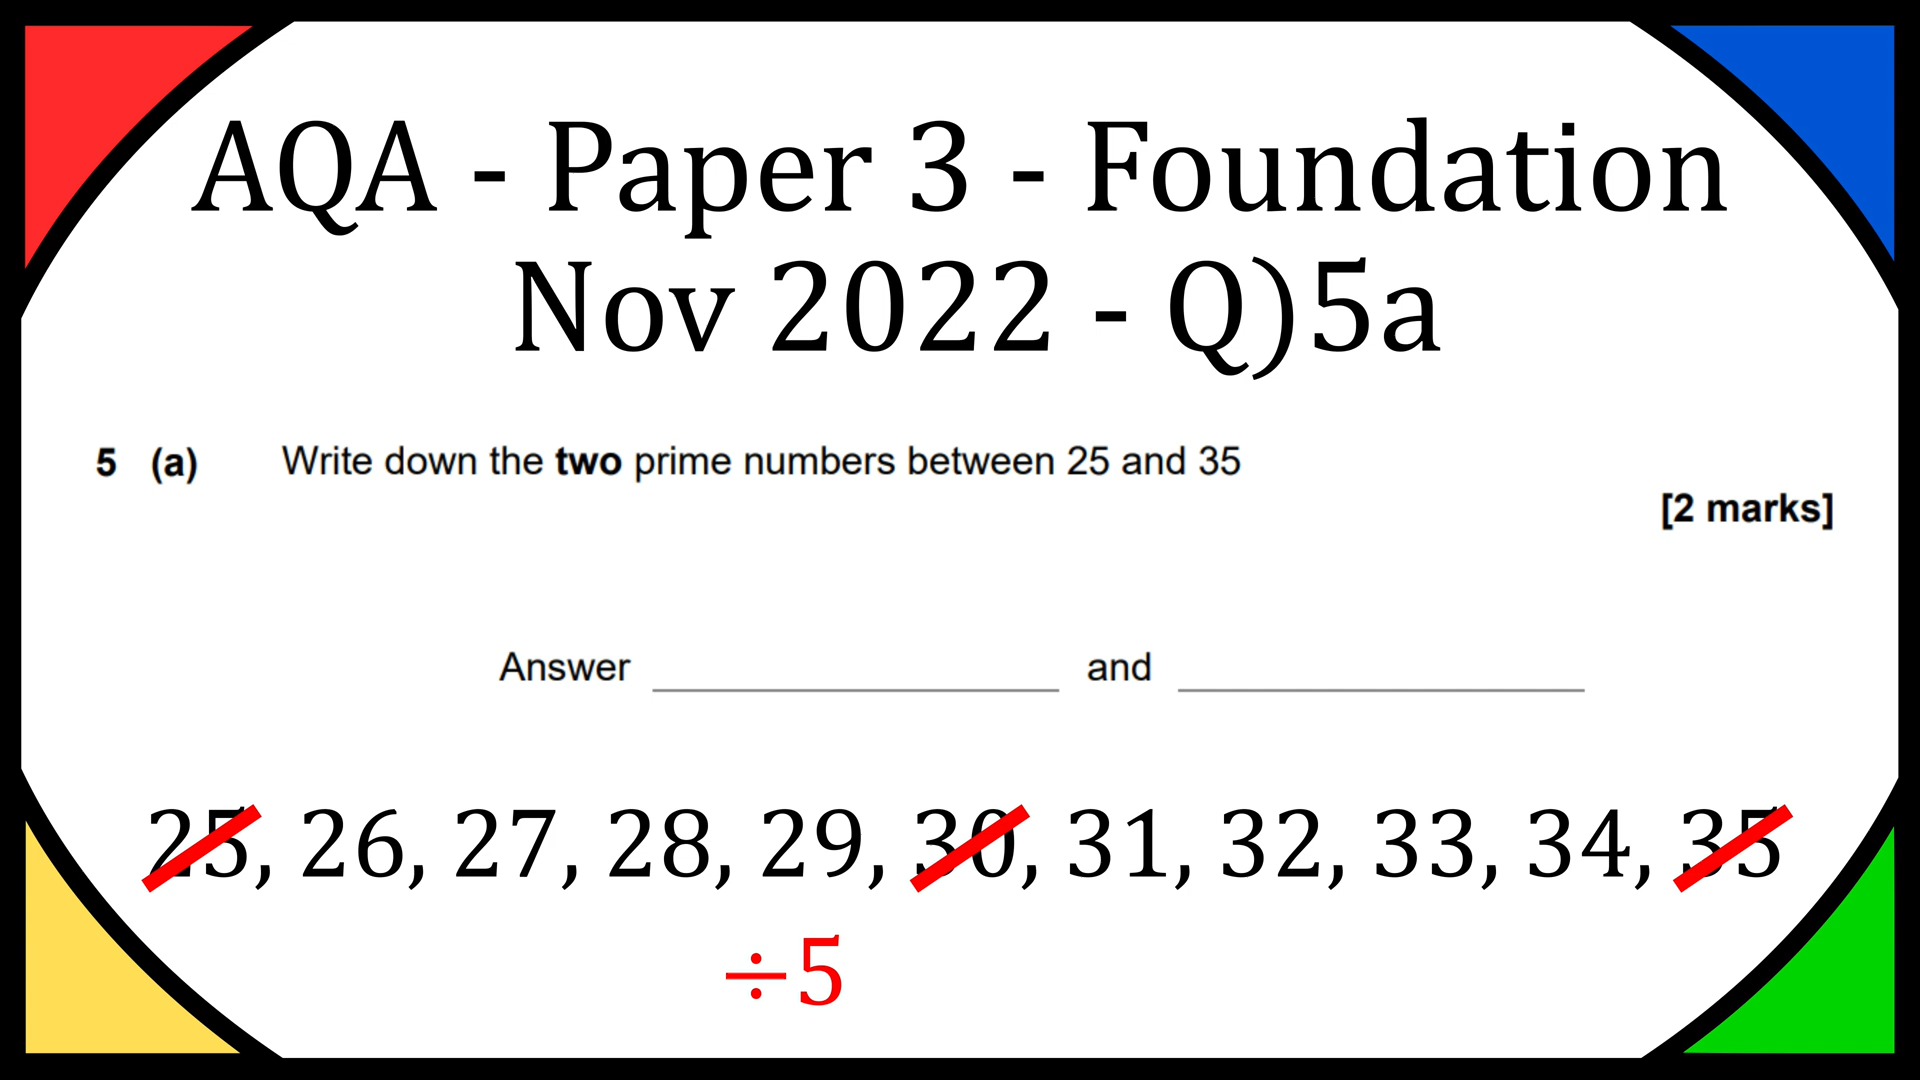 AQA - Paper 3 - Foundation
Nov 2022 - Q)5a
5 (a) Write down the two prime numbers between 25 and 35
[2 marks]
Answer and
25, 26, 27, 28, 29, 30, 31, 32, 33, 34, 35
÷5